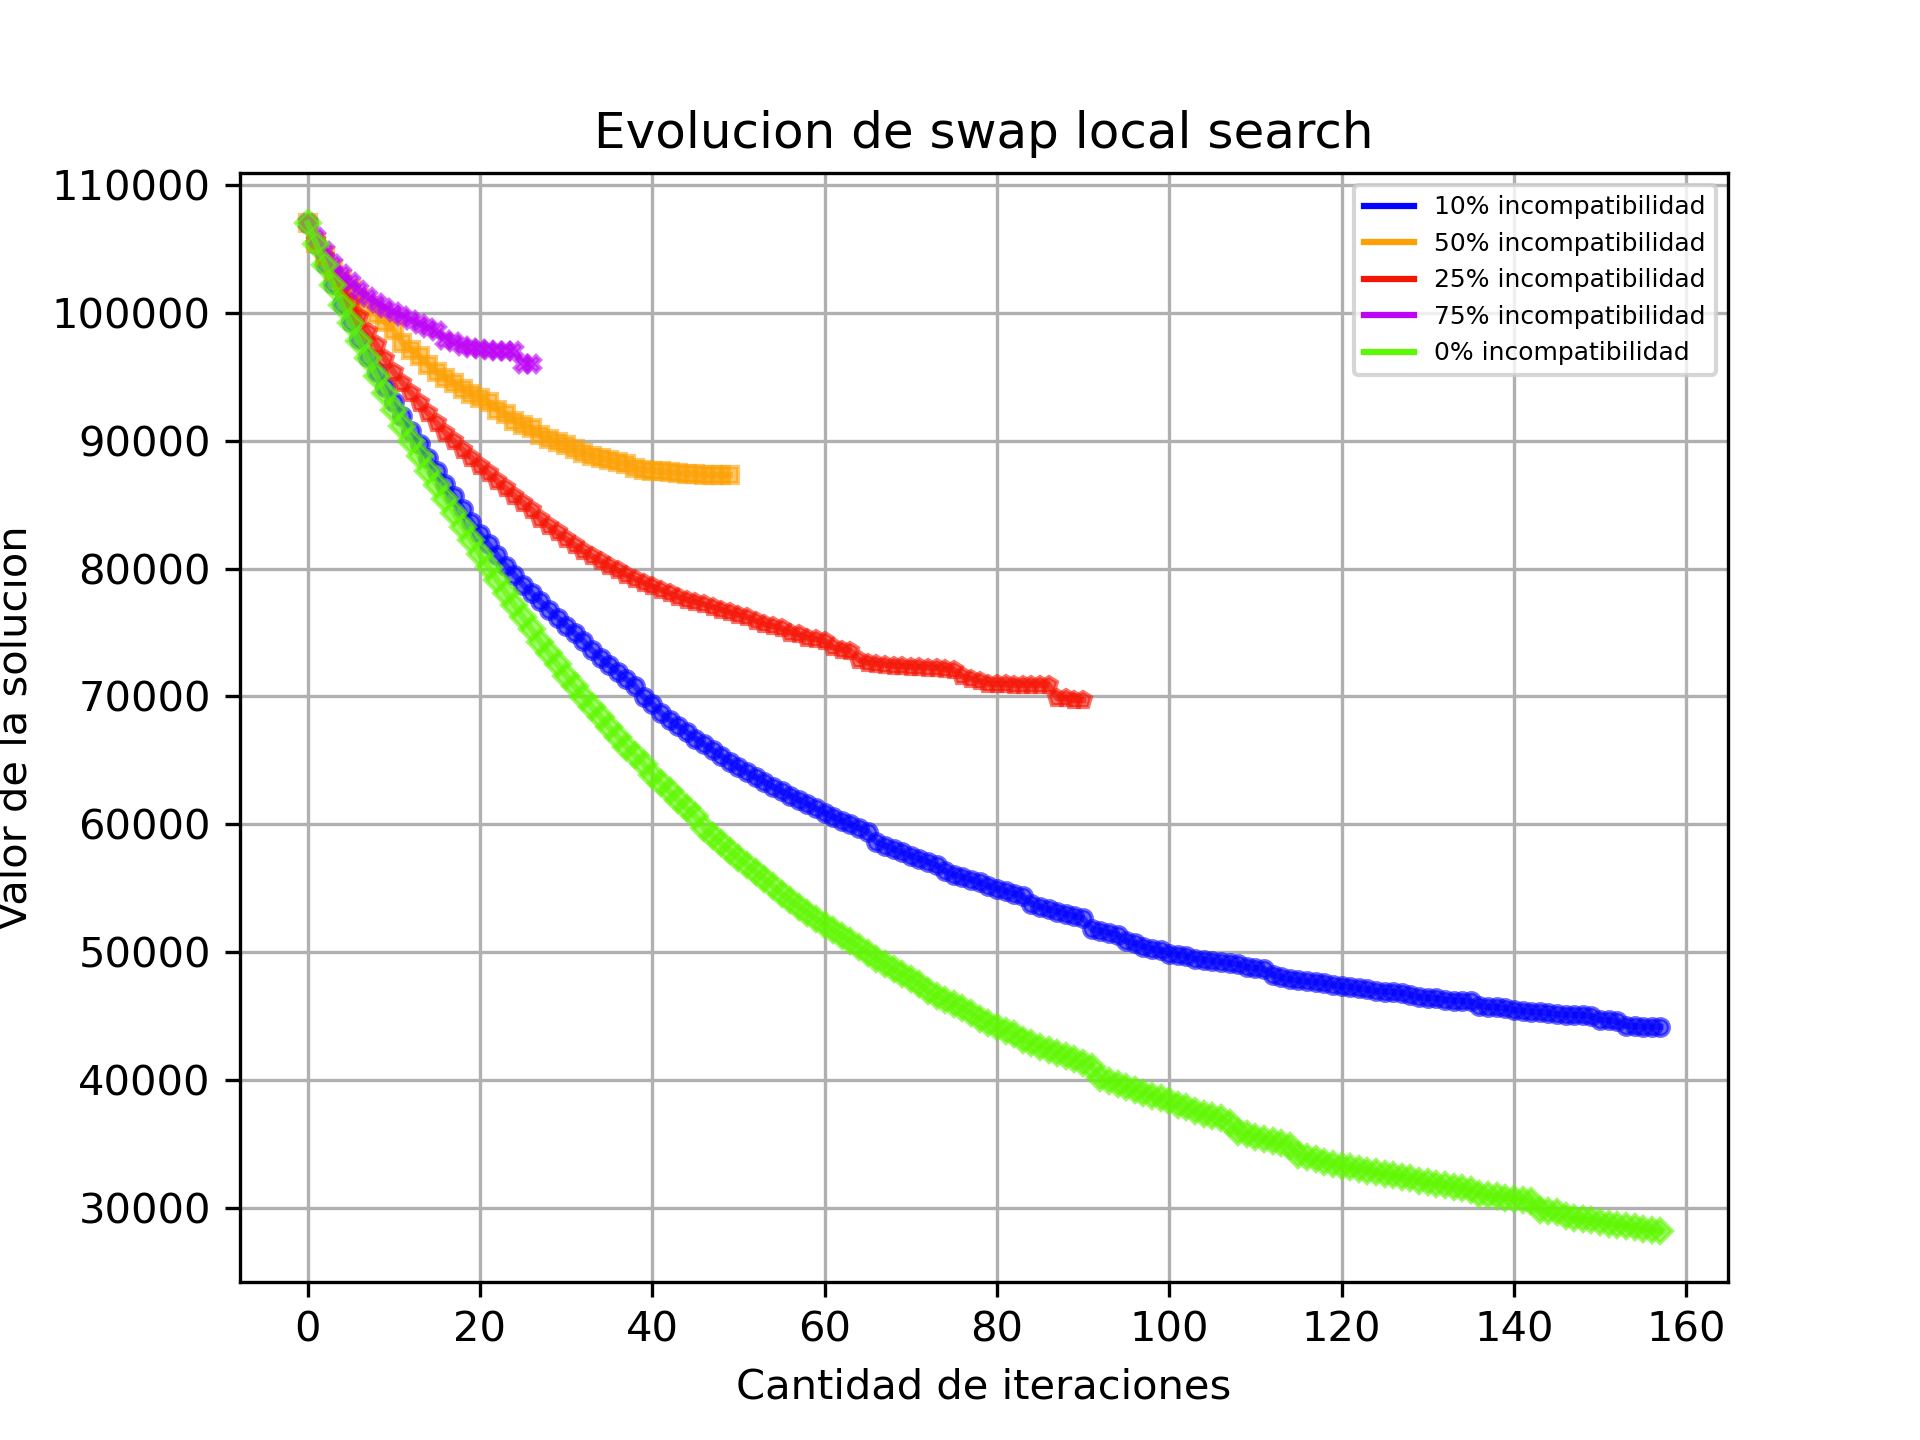 Evolucion de swap local search
110000
100000
90000
80000
70000
60000
50000
40000
30000
Valor de la solucion
10% incompatibilidad
50% incompatibilidad
25% incompatibilidad
75% incompatibilidad
0% incompatibilidad
0 20 40 60 80 100 120 140 160
Cantidad de iteraciones